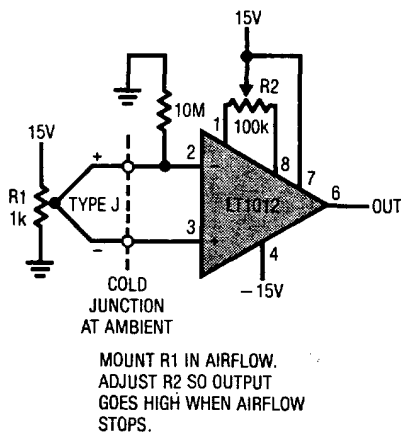 15V
R2
10M
100k
1
15V
+
2
−
8
7
6
OUT
R1
1k
TYPE J
LT1012
−
3
+
4
−15V
COLD
JUNCTION
AT AMBIENT
MOUNT R1 IN AIRFLOW.
ADJUST R2 SO OUTPUT
GOES HIGH WHEN AIRFLOW
STOPS.